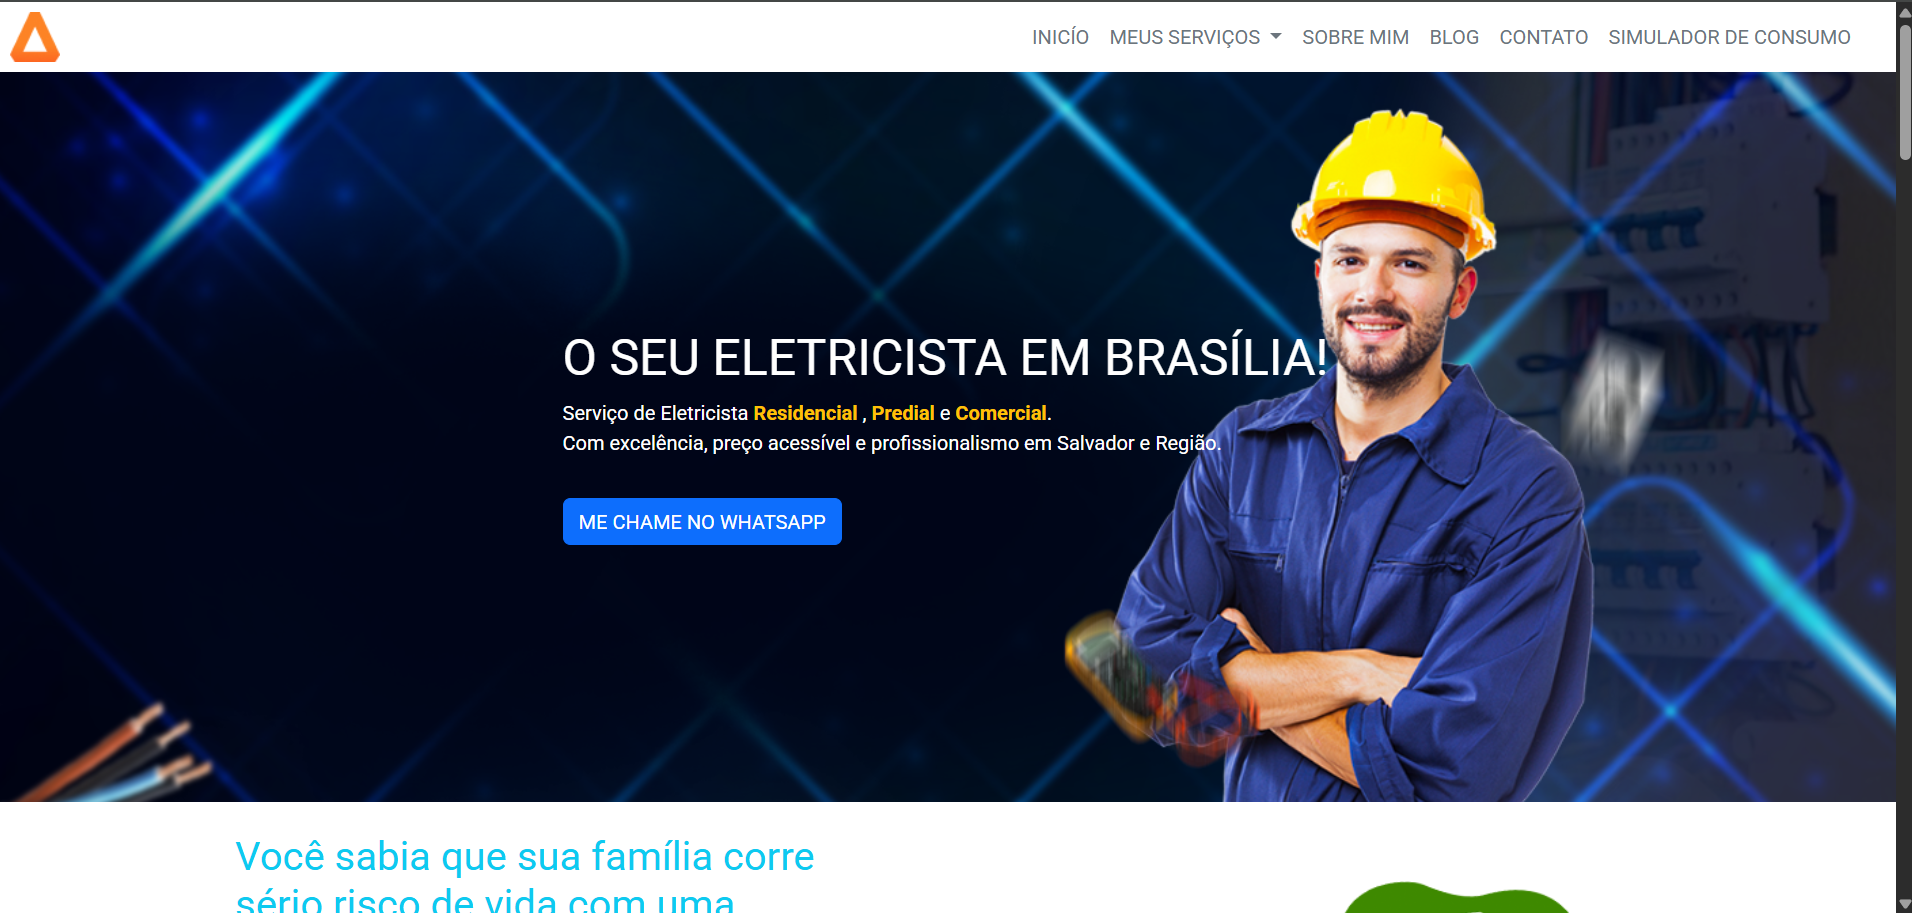 INICÍO MEUS SERVIÇOS SOBRE MIM BLOG CONTATO SIMULADOR DE CONSUMO
O SEU ELETRICISTA EM BRASÍLIA!
Serviço de Eletricista Residencial , Predial e Comercial.
Com excelência, preço acessível e profissionalismo em Salvador e Região.
ME CHAME NO WHATSAPP
Você sabia que sua família corre
sério risco de vida com uma